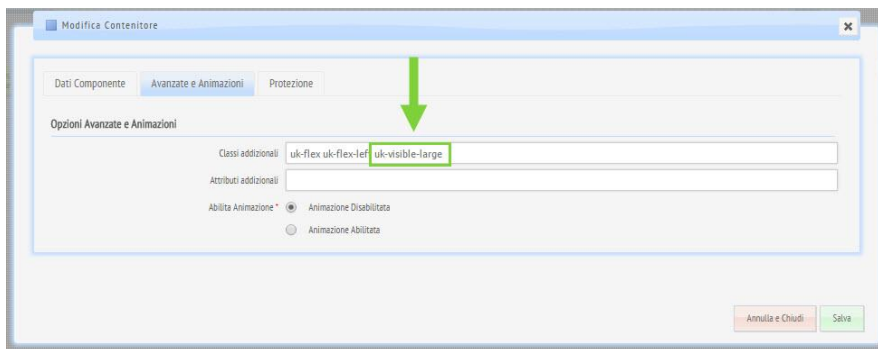 Modifica Contenitore
Dati Componente Avanzate e Animazioni Protezione
Opzioni Avanzate e Animazioni
Classi addizionali uk-flex uk-flex-left uk-visible-large
Attributi addizionali
Abilita Animazione * Animazione Disabilitata
Animazione Abilitata
Annulla e Chiudi Salva